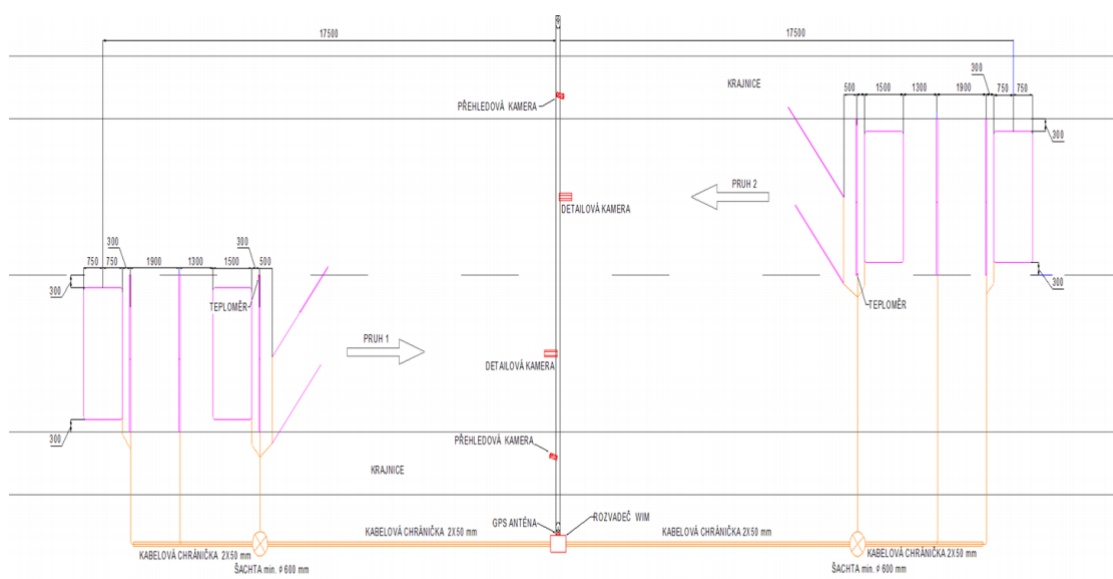 17500
17500
KRAJNICE
300
500
1500
1300
1900
750
750
PŘEHLEDOVÁ KAMERA
300
PRUH 2
DETAILOVÁ KAMERA
300
300
750
750
1900
1300
1500
500
300
300
TEPLOMĚR
TEPLOMĚR
PRUH 1
DETAILOVÁ KAMERA
300
PŘEHLEDOVÁ KAMERA
KRAJNICE
GPS ANTÉNA
ROZVADEČ WIM
KABELOVÁ CHRÁNIČKA 2X50 mm
KABELOVÁ CHRÁNIČKA 2X50 mm
KABELOVÁ CHRÁNIČKA 2X50 mm
KABELOVÁ CHRÁNIČKA 2X50 mm
ŠACHTA min. φ 600 mm
ŠACHTA min. φ 600 mm